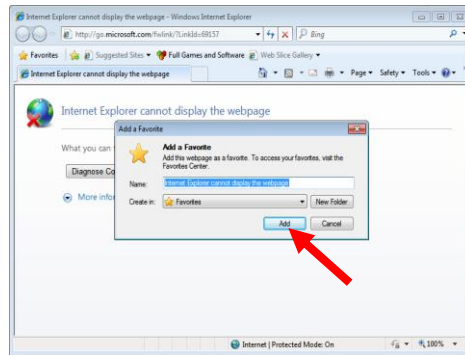 Internet Explorer cannot display the webpage - Windows Internet Explorer
http://go.microsoft.com/fwlink/?LinkId=69157
Bing
Favorites Suggested Sites Full Games and Software Web Slice Gallery
Internet Explorer cannot display the webpage Page Safety Tools
Internet Explorer cannot display the webpage
What you can
Diagnose Co
More infor
Add a Favorite
Add a Favorite
Add this webpage as a favorite. To access your favorites, visit the
Favorites Center.
Name: Internet Explorer cannot display the webpage
Create in: Favorites New Folder
Add Cancel
Internet | Protected Mode: On 100%